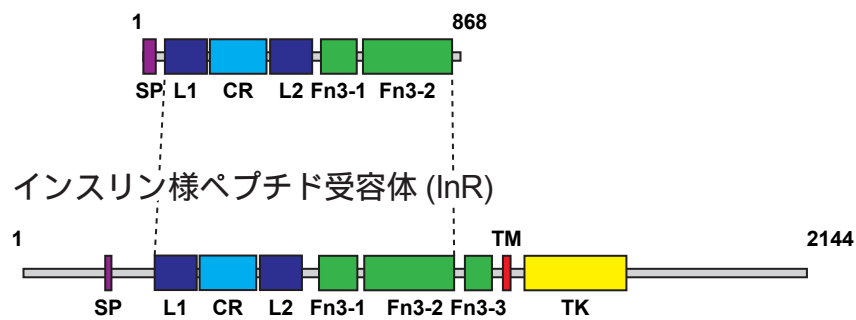 1 868
SP L1 CR L2 Fn3-1 Fn3-2
インスリン様ペプチド受容体 (InR)
1 TM 2144
SP L1 CR L2 Fn3-1 Fn3-2 Fn3-3 TK